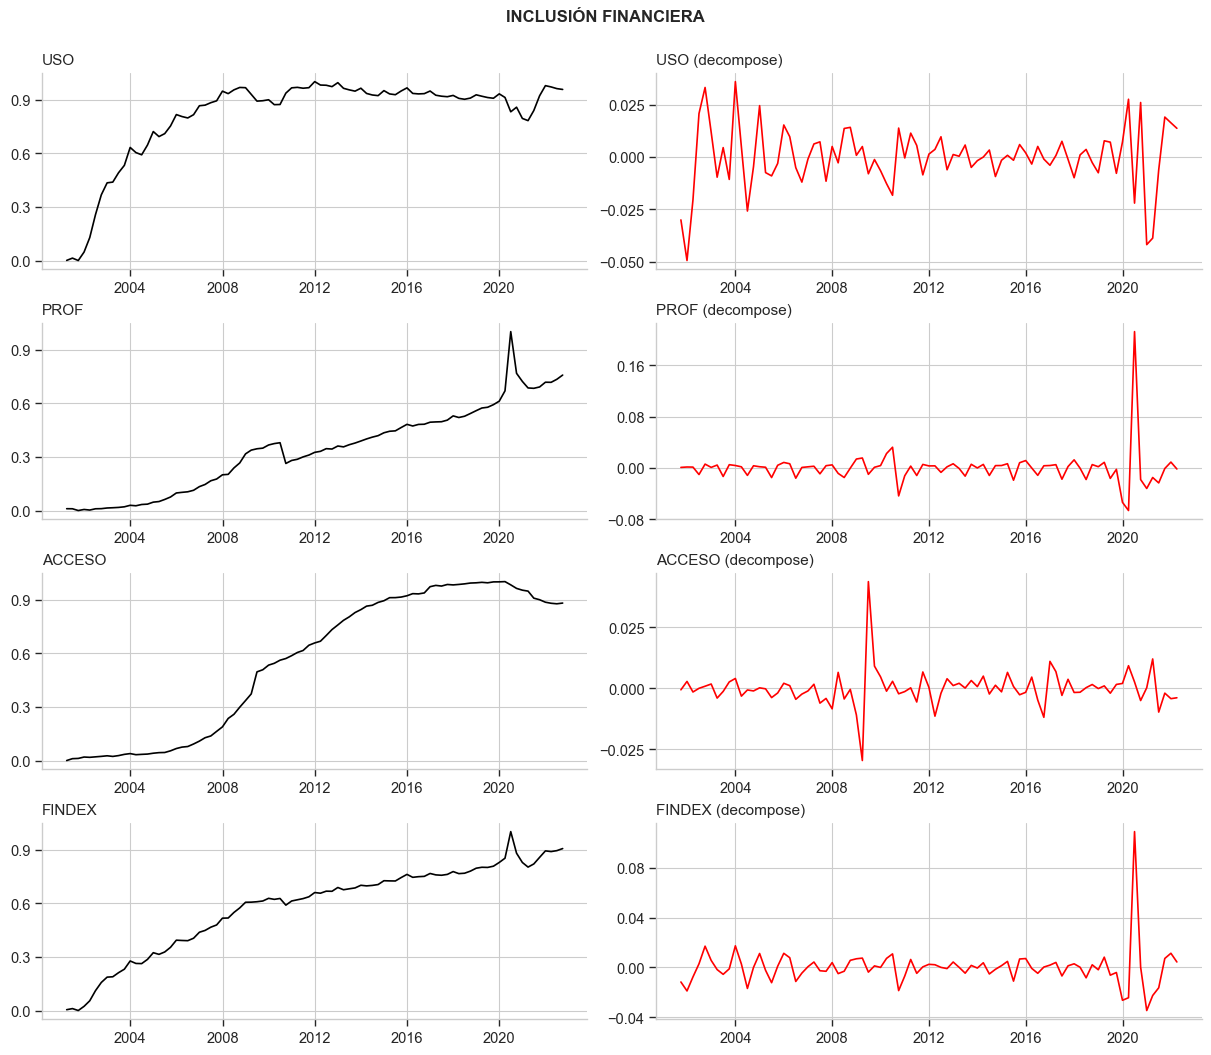 INCLUSIÓN FINANCIERA
USO
0.9
0.6
0.3
0.0
2004 2008 2012 2016 2020
USO (decompose)
0.025
0.000
−0.025
−0.050
2004 2008 2012 2016 2020
PROF
0.9
0.6
0.3
0.0
2004 2008 2012 2016 2020
PROF (decompose)
0.16
0.08
0.00
−0.08
2004 2008 2012 2016 2020
ACCESO
0.9
0.6
0.3
0.0
2004 2008 2012 2016 2020
ACCESO (decompose)
0.025
0.000
−0.025
2004 2008 2012 2016 2020
FINDEX
0.9
0.6
0.3
0.0
2004 2008 2012 2016 2020
FINDEX (decompose)
0.08
0.04
0.00
−0.04
2004 2008 2012 2016 2020